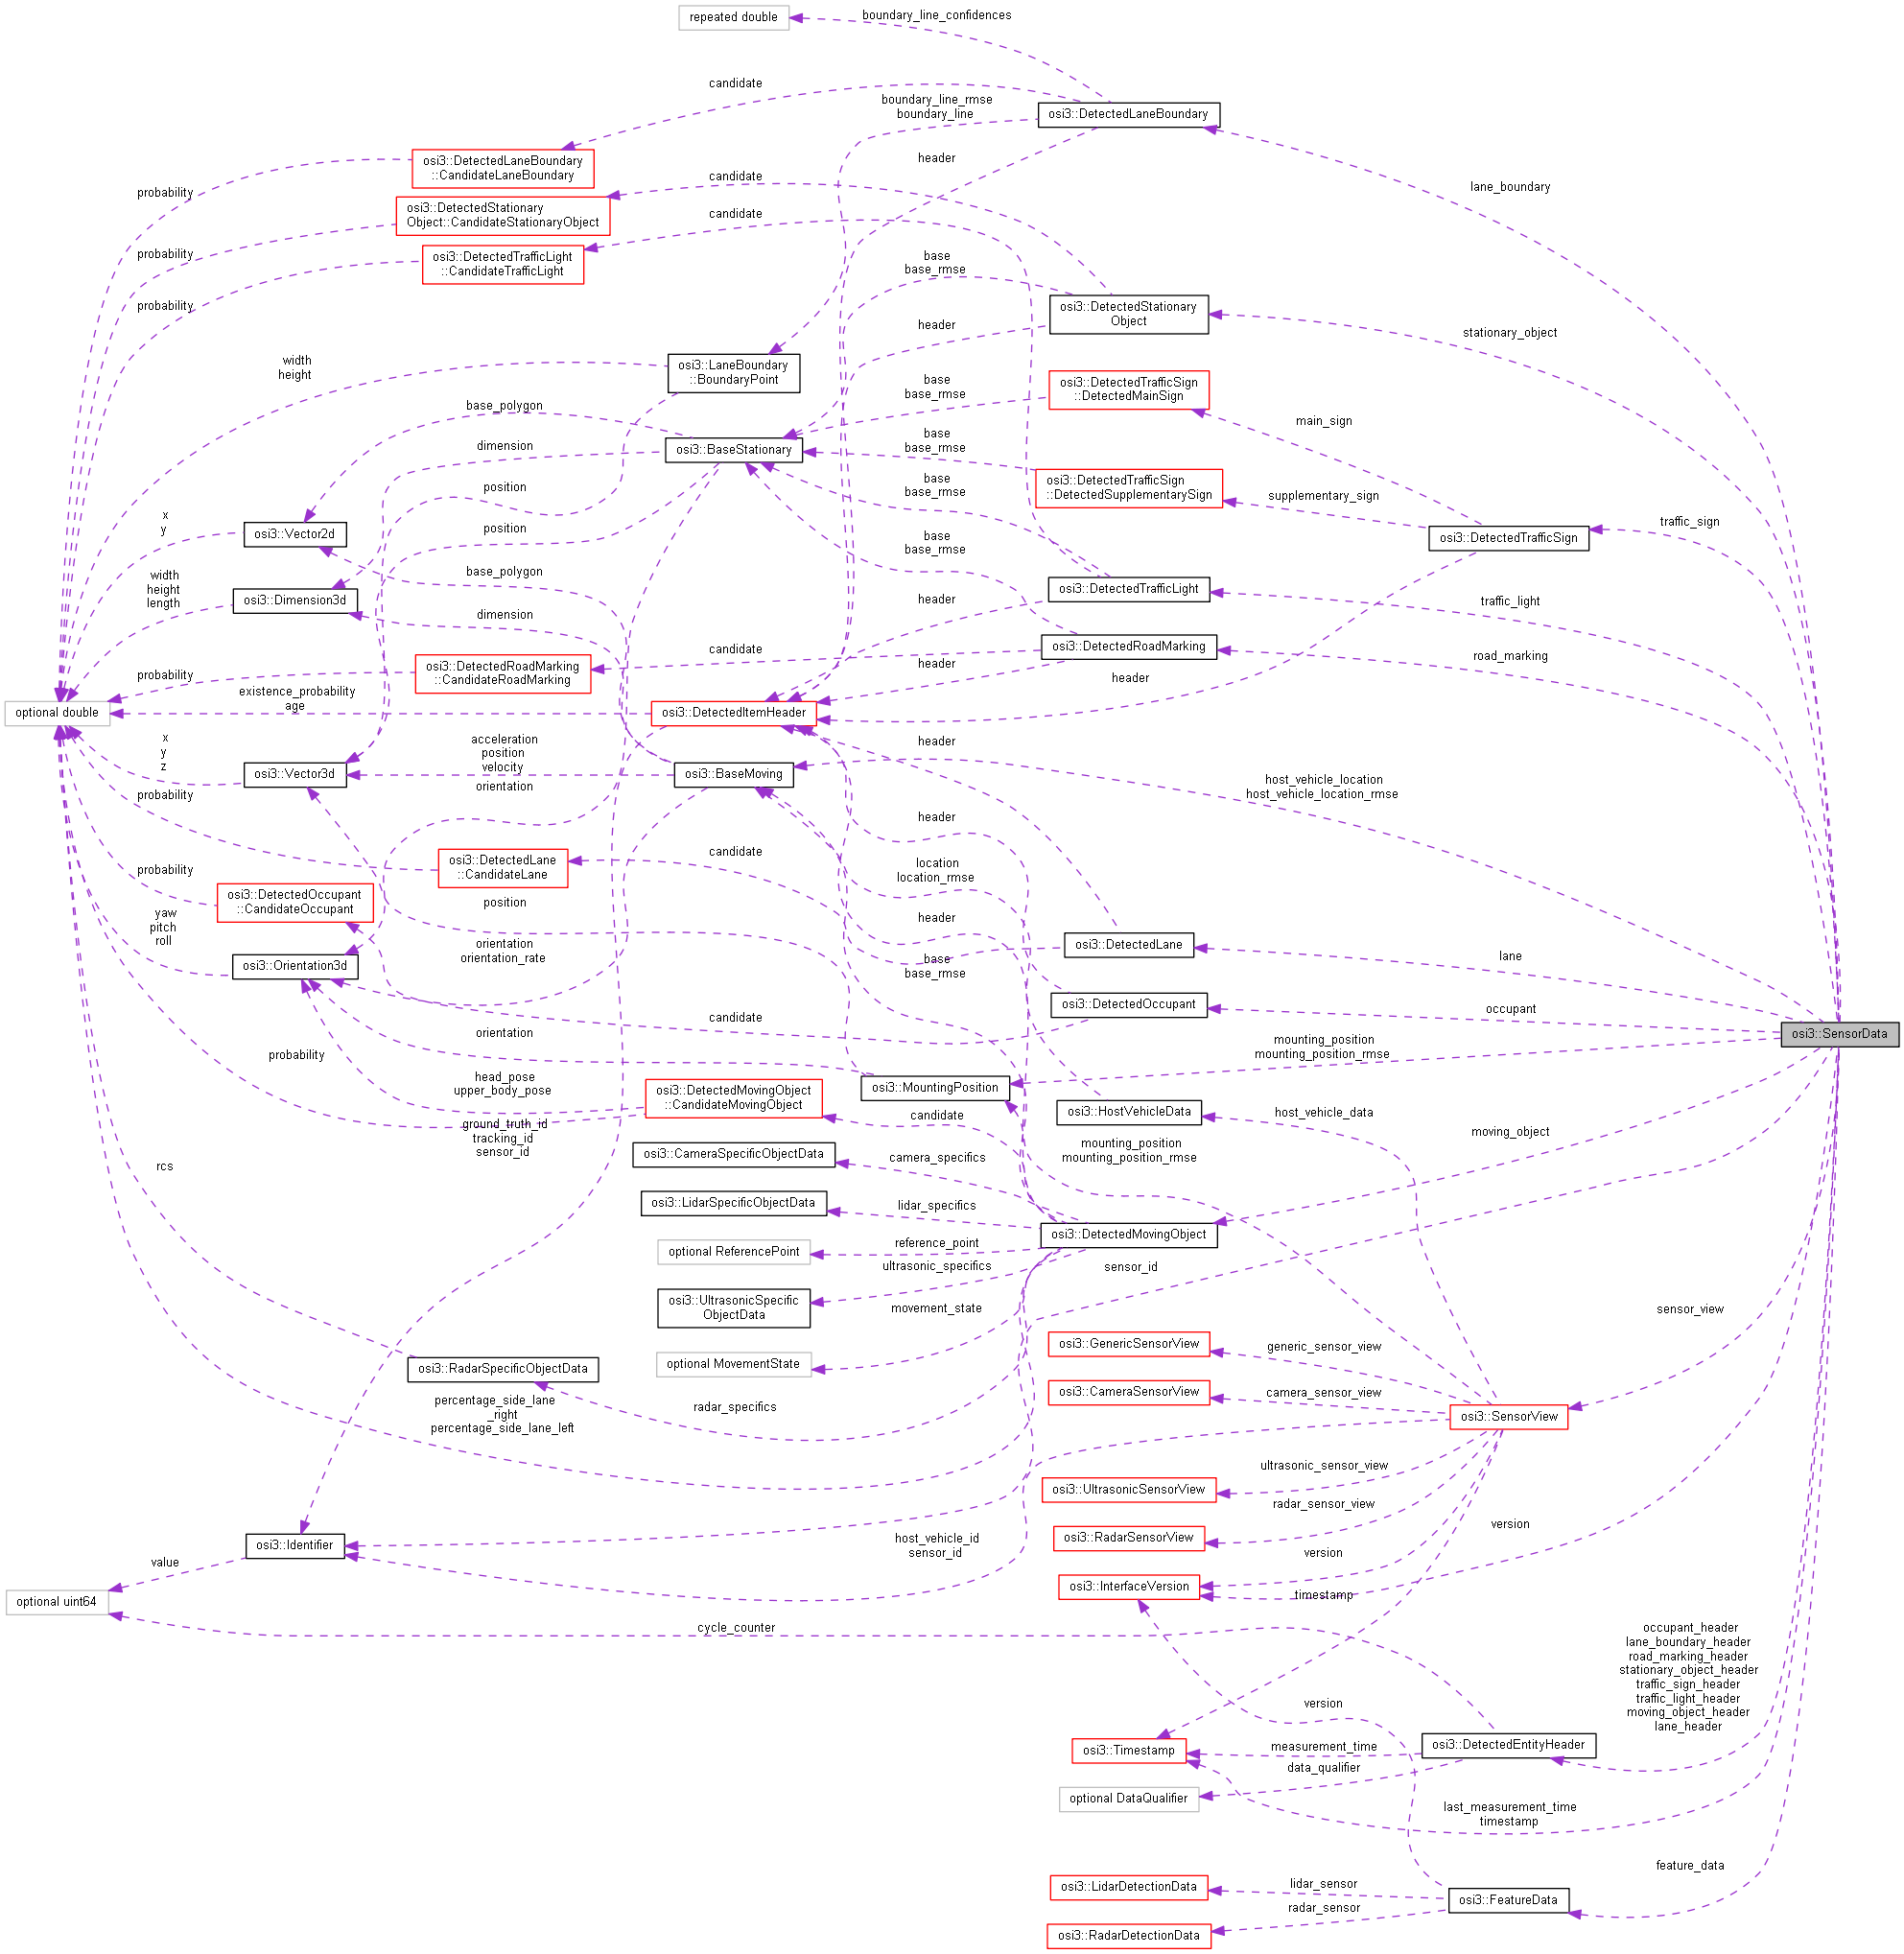 repeated double
boundary_line_confidences
candidate
boundary_line_rmse
boundary_line
osi3::DetectedLaneBoundary
header
osi3::DetectedLaneBoundary
::CandidateLaneBoundary
candidate
probability
lane_boundary
osi3::DetectedStationary
Object::CandidateStationaryObject
candidate
probability
osi3::DetectedTrafficLight
::CandidateTrafficLight
base
base_rmse
probability
osi3::DetectedStationary
Object
header
stationary_object
width
height
osi3::LaneBoundary
::BoundaryPoint
base
base_rmse
osi3::DetectedTrafficSign
::DetectedMainSign
base_polygon
main_sign
dimension
osi3::BaseStationary
base
base_rmse
position
base
base_rmse
osi3::DetectedTrafficSign
::DetectedSupplementarySign
supplementary_sign
x
y
osi3::Vector2d
position
traffic_sign
osi3::DetectedTrafficSign
base
base_rmse
width
height
length
base_polygon
osi3::Dimension3d
dimension
header
osi3::DetectedTrafficLight
traffic_light
candidate
osi3::DetectedRoadMarking
road_marking
osi3::DetectedRoadMarking
::CandidateRoadMarking
probability
header
header
existence_probability
age
optional double
osi3::DetectedItemHeader
x
y
z
osi3::Vector3d
acceleration
position
velocity
orientation
osi3::BaseMoving
header
host_vehicle_location
host_vehicle_location_rmse
probability
header
osi3::DetectedLane
::CandidateLane
candidate
location
location_rmse
probability
osi3::DetectedOccupant
::CandidateOccupant
position
header
yaw
pitch
roll
orientation
orientation_rate
osi3::Orientation3d
base
base_rmse
osi3::DetectedLane
lane
osi3::DetectedOccupant
occupant
candidate
osi3::SensorData
orientation
mounting_position
mounting_position_rmse
probability
head_pose
upper_body_pose
osi3::DetectedMovingObject
::CandidateMovingObject
osi3::MountingPosition
candidate
osi3::HostVehicleData
host_vehicle_data
ground_truth_id
tracking_id
sensor_id
moving_object
mounting_position
mounting_position_rmse
osi3::CameraSpecificObjectData
camera_specifics
rcs
osi3::LidarSpecificObjectData
lidar_specifics
osi3::DetectedMovingObject
optional ReferencePoint
reference_point
ultrasonic_specifics
sensor_id
osi3::UltrasonicSpecific
ObjectData
movement_state
sensor_view
osi3::GenericSensorView
generic_sensor_view
optional MovementState
osi3::RadarSpecificObjectData
osi3::CameraSensorView
camera_sensor_view
radar_specifics
percentage_side_lane
_right
percentage_side_lane_left
osi3::SensorView
ultrasonic_sensor_view
osi3::UltrasonicSensorView
radar_sensor_view
version
osi3::RadarSensorView
host_vehicle_id
sensor_id
osi3::Identifier
version
value
osi3::InterfaceVersion
timestamp
optional uint64
cycle_counter
occupant_header
lane_boundary_header
road_marking_header
stationary_object_header
traffic_sign_header
traffic_light_header
moving_object_header
lane_header
version
osi3::Timestamp
measurement_time
osi3::DetectedEntityHeader
data_qualifier
optional DataQualifier
last_measurement_time
timestamp
feature_data
osi3::LidarDetectionData
lidar_sensor
osi3::FeatureData
radar_sensor
osi3::RadarDetectionData